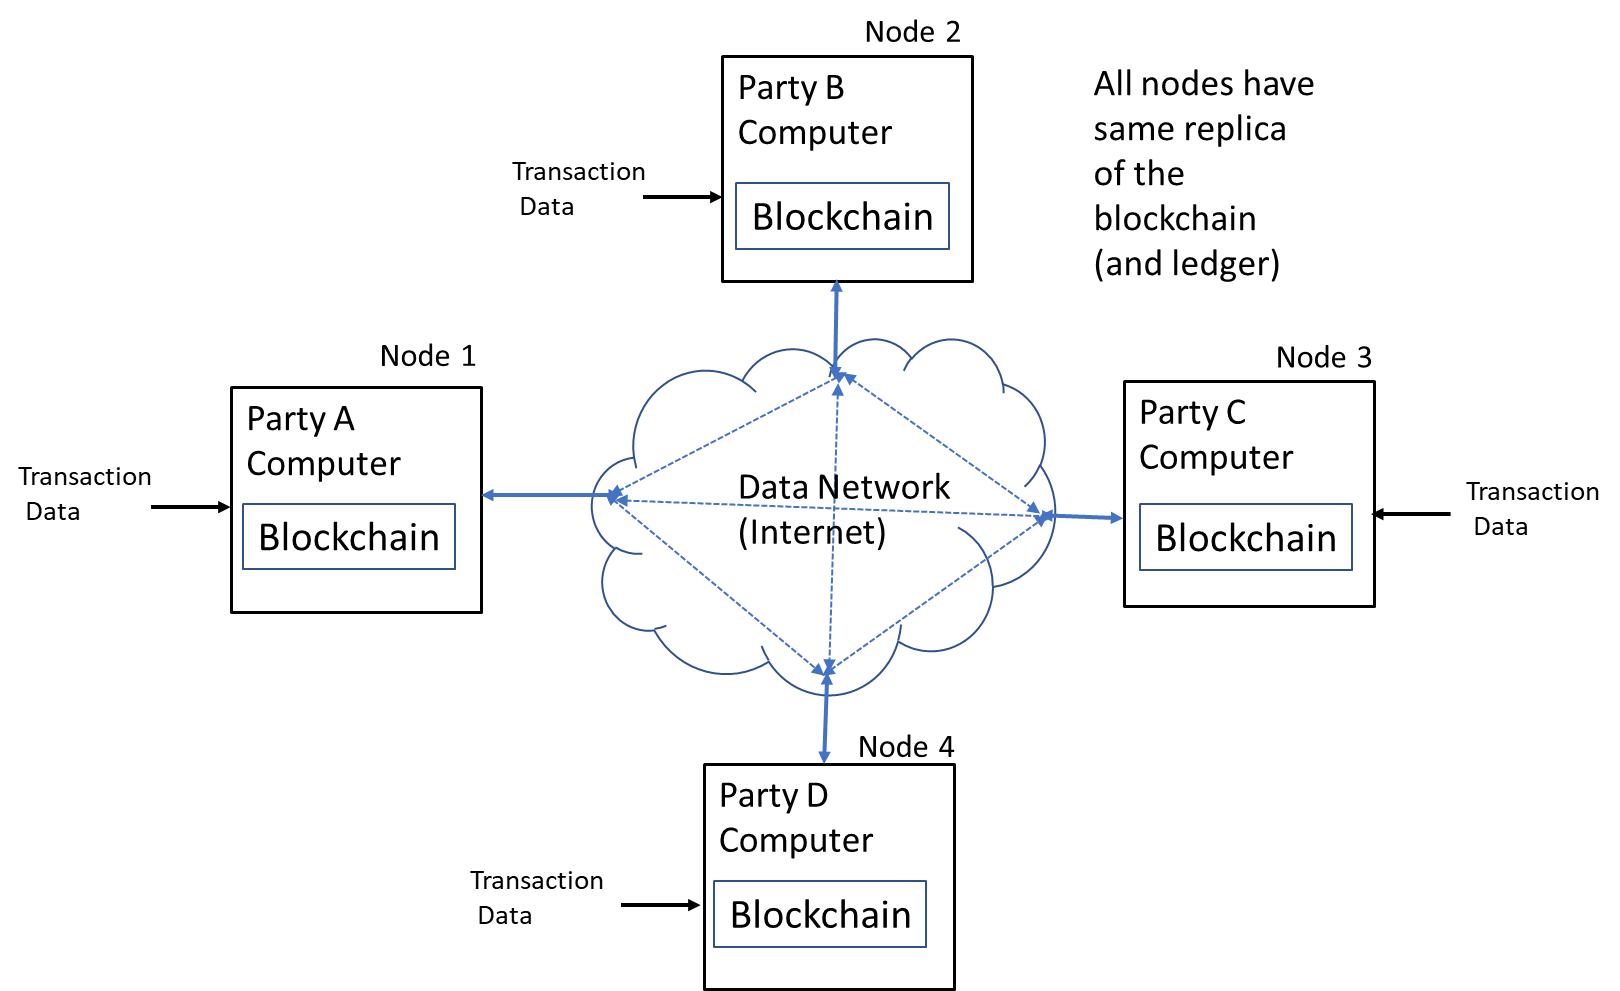 Node 2
Party B
Computer
Blockchain
Transaction
Data
All nodes have
same replica
of the
blockchain
(and ledger)
Node 1
Party A
Computer
Blockchain
Transaction
Data
Data Network
(Internet)
Node 3
Party C
Computer
Blockchain
Transaction
Data
Node 4
Party D
Computer
Blockchain
Transaction
Data